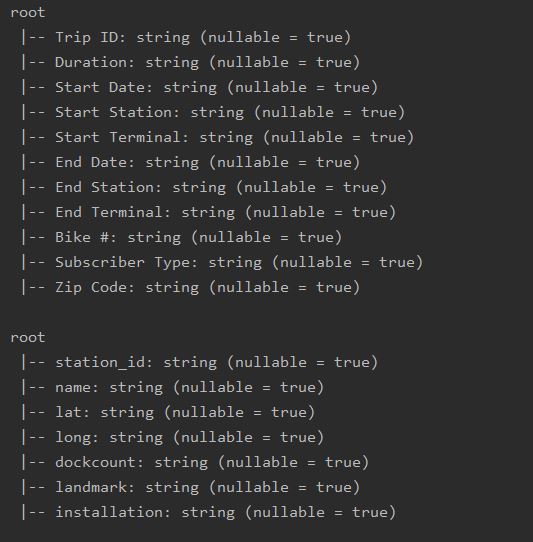 root
 |-- Trip ID: string (nullable = true)
 |-- Duration: string (nullable = true)
 |-- Start Date: string (nullable = true)
 |-- Start Station: string (nullable = true)
 |-- Start Terminal: string (nullable = true)
 |-- End Date: string (nullable = true)
 |-- End Station: string (nullable = true)
 |-- End Terminal: string (nullable = true)
 |-- Bike #: string (nullable = true)
 |-- Subscriber Type: string (nullable = true)
 |-- Zip Code: string (nullable = true)

root
 |-- station_id: string (nullable = true)
 |-- name: string (nullable = true)
 |-- lat: string (nullable = true)
 |-- long: string (nullable = true)
 |-- dockcount: string (nullable = true)
 |-- landmark: string (nullable = true)
 |-- installation: string (nullable = true)